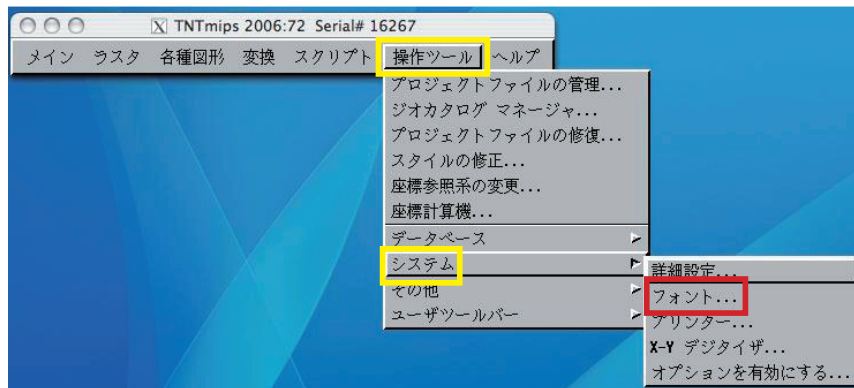 TNTmips 2006:72 Serial# 16267
メイン ラスタ 各種図形 変換 スクリプト 操作ツール ヘルプ
プロジェクトファイルの管理...
ジオカタログ マネージャ...
プロジェクトファイルの修復...
スタイルの修正...
座標参照系の変更...
座標計算機...
データベース
システム
その他
ユーザツールバー
詳細設定...
フォント...
プリンター...
X-Y デジタイザ...
オプションを有効にする...